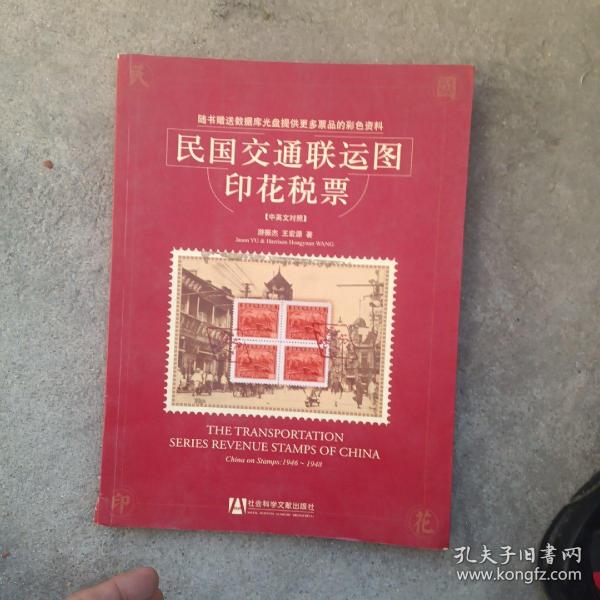 民 國
随书赠送数据库光盘提供更多票品的彩色资料
民国交通联运图
印花税票
【中英文对照】
游振杰 王宏源 著
Jason YU & Harrison Hongyuan WANG
THE TRANSPORTATION
SERIES REVENUE STAMPS OF CHINA
China on Stamps:1946~1948
社会科学文献出版社
印 花
孔夫子旧书网
www.kongfz.com